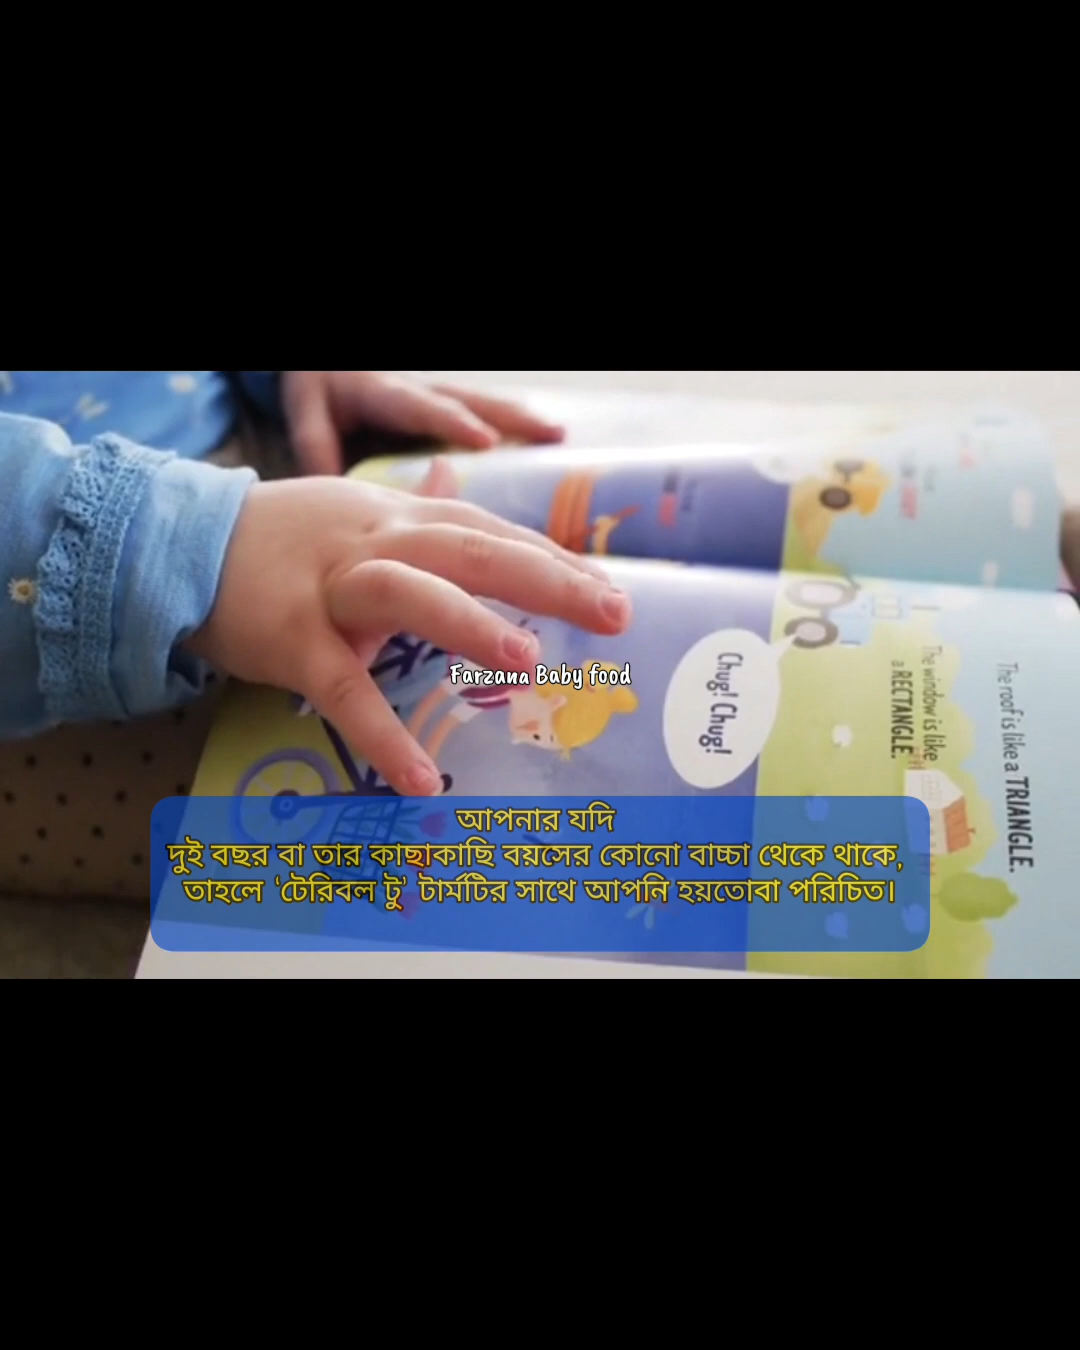 Farzana Baby food
Chug! Chug!
The roof is like a TRIANGLE.
The window is like
a RECTANGLE.
আপনার যদি
দুই বছর বা তার কাছাকাছি বয়সের কোনো বাচ্চা থেকে থাকে,
তাহলে ‘টেরিবল টু’ টার্মটির সাথে আপনি হয়তোবা পরিচিত।